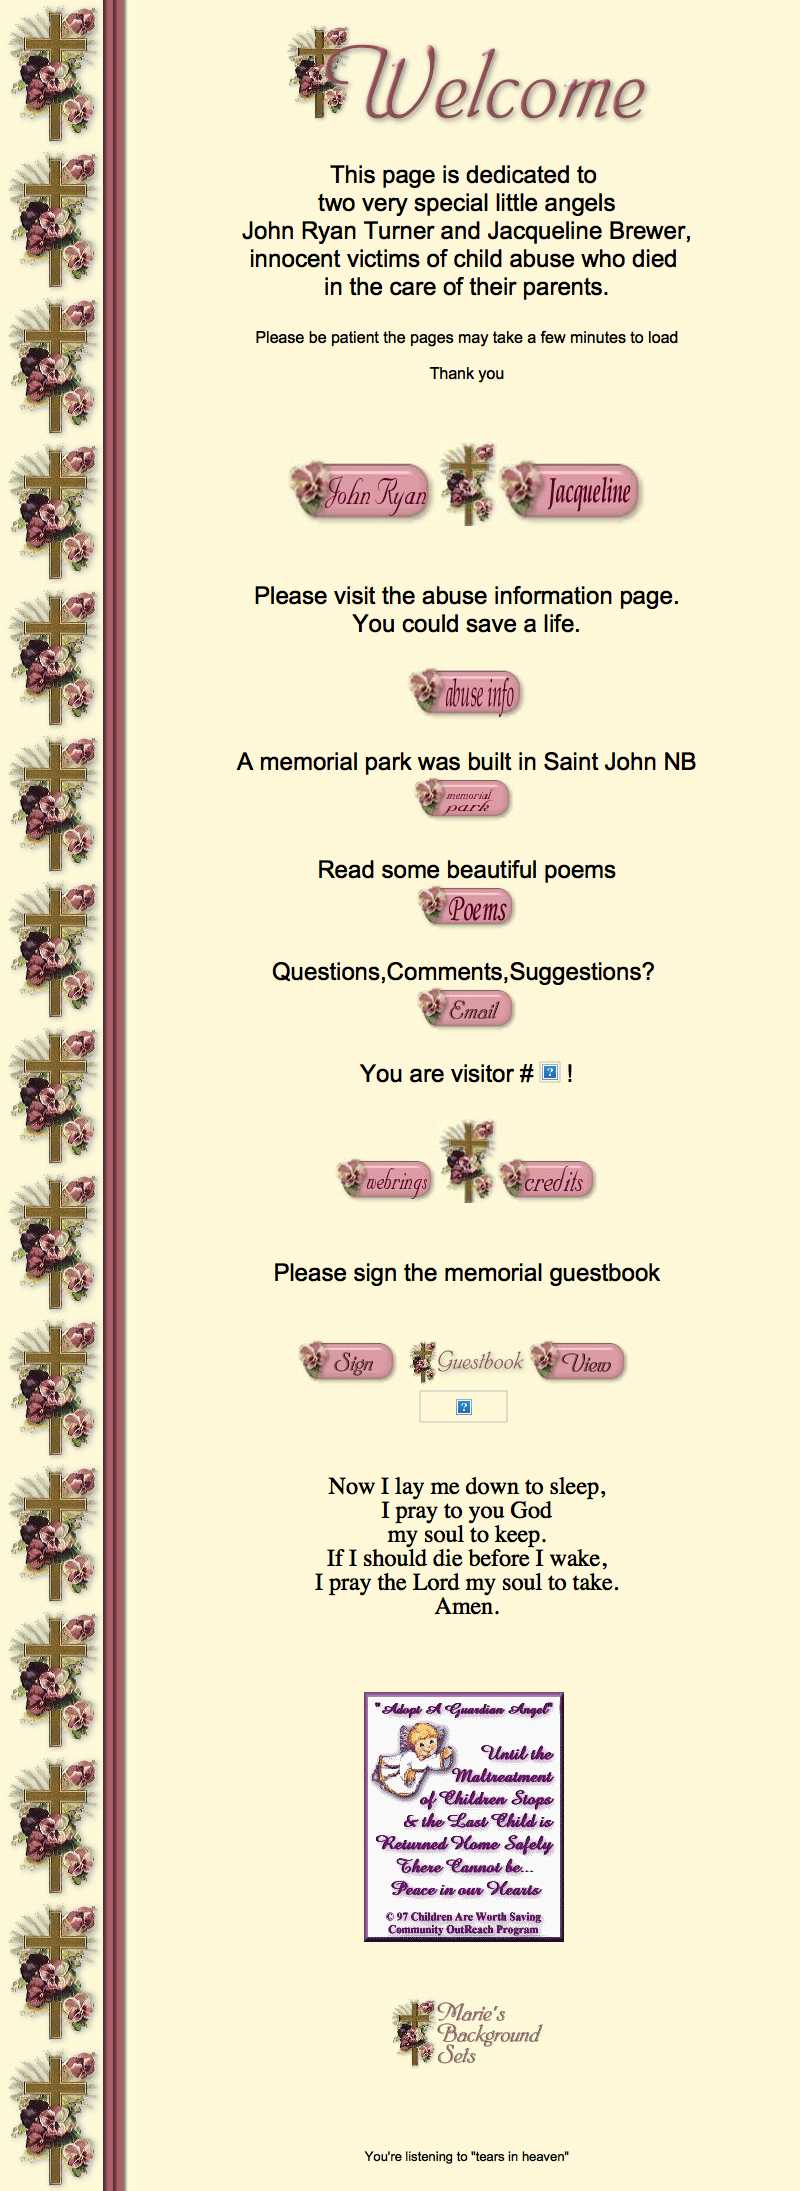 Welcome
This page is dedicated to
two very special little angels
John Ryan Turner and Jacqueline Brewer,
innocent victims of child abuse who died
in the care of their parents.
Please be patient the pages may take a few minutes to load
Thank you
John Ryan
Jacqueline
Please visit the abuse information page.
You could save a life.
abuse info
A memorial park was built in Saint John NB
memorial
park
Read some beautiful poems
Poems
Questions,Comments,Suggestions?
Email
You are visitor # !
webrings
credits
Please sign the memorial guestbook
Sign
Guestbook
View
Now I lay me down to sleep,
I pray to you God
my soul to keep.
If I should die before I wake,
I pray the Lord my soul to take.
Amen.
"Adopt A Guardian Angel"
Until the
Maltreatment
of Children Stops
& the Last Child is
Returned Home Safely
There Cannot be...
Peace in our Hearts
© 97 Children Are Worth Saving
Community OutReach Program
Marie's
Background
Sets
You're listening to "tears in heaven"